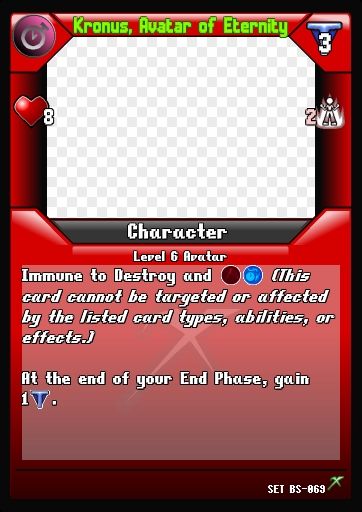 Kronus, Avatar of Eternity
3
8
2
Character
Level 6 Avatar
Immune to Destroy and (This
card cannot be targeted or affected
by the listed card types, abilities, or
effects.)
At the end of your End Phase, gain
1.
SET BS-069